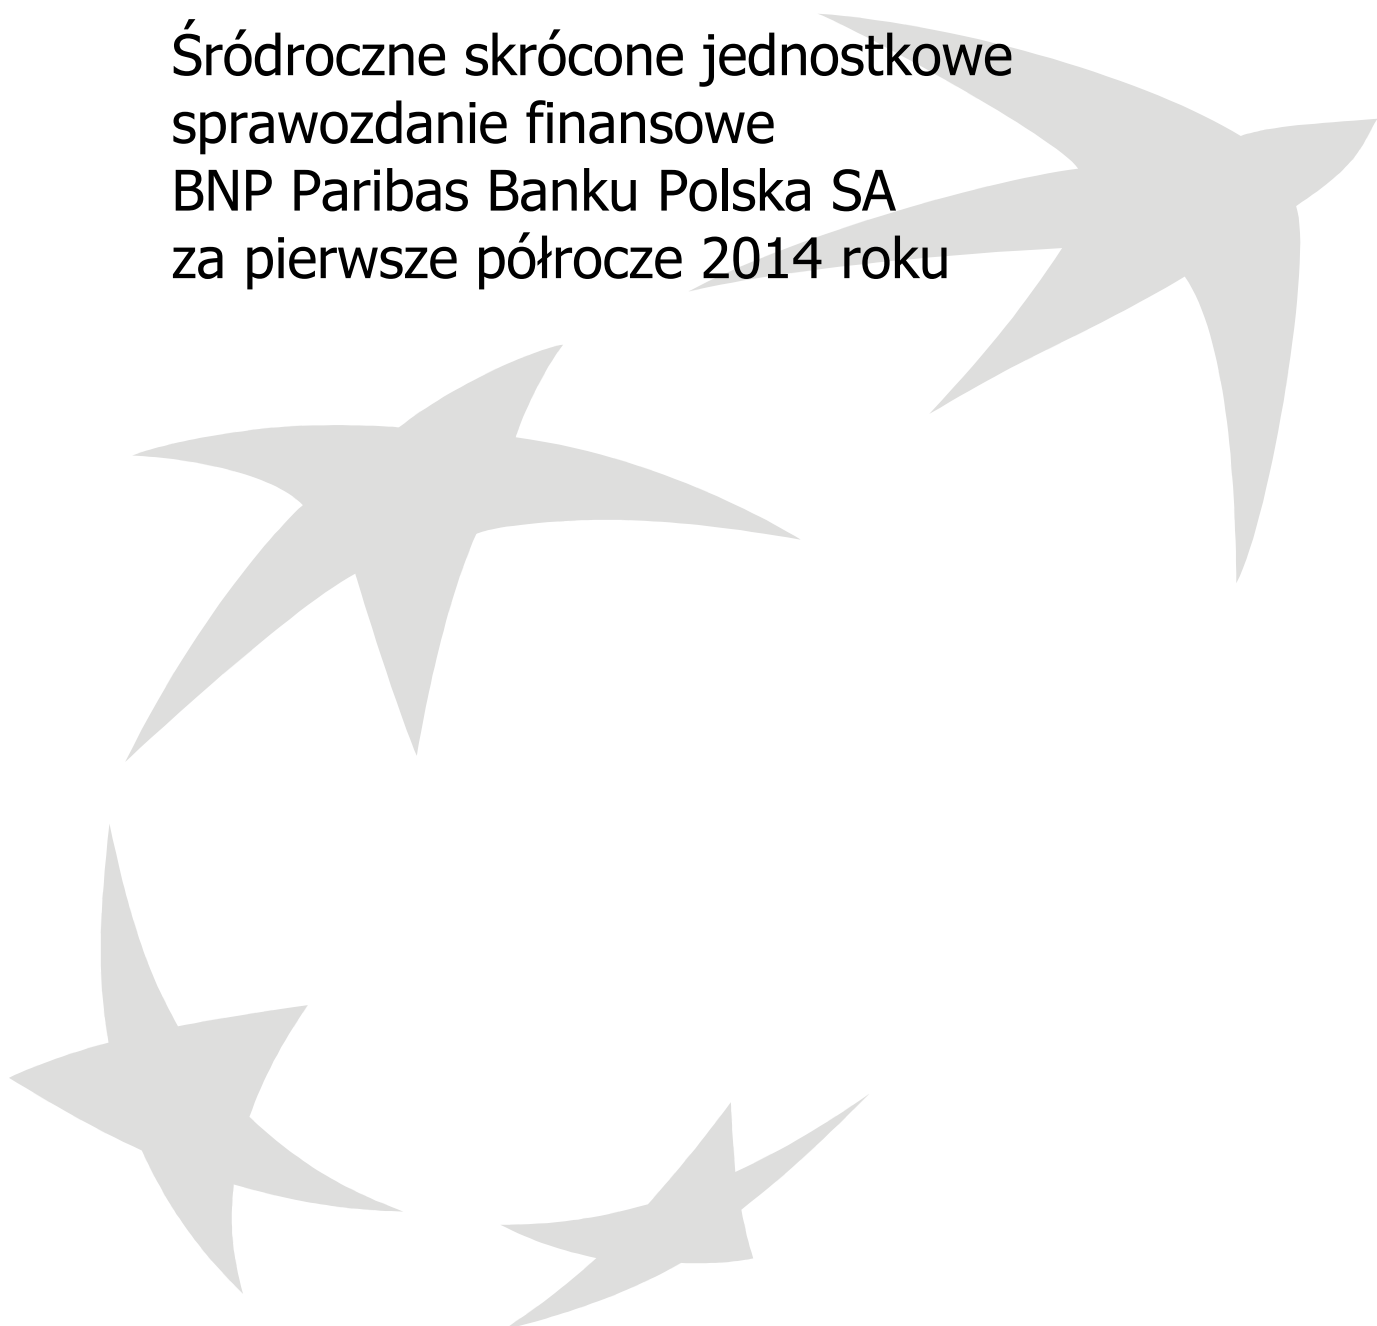 Śródroczne skrócone jednostkowe
sprawozdanie finansowe
BNP Paribas Banku Polska SA
za pierwsze półrocze 2014 roku